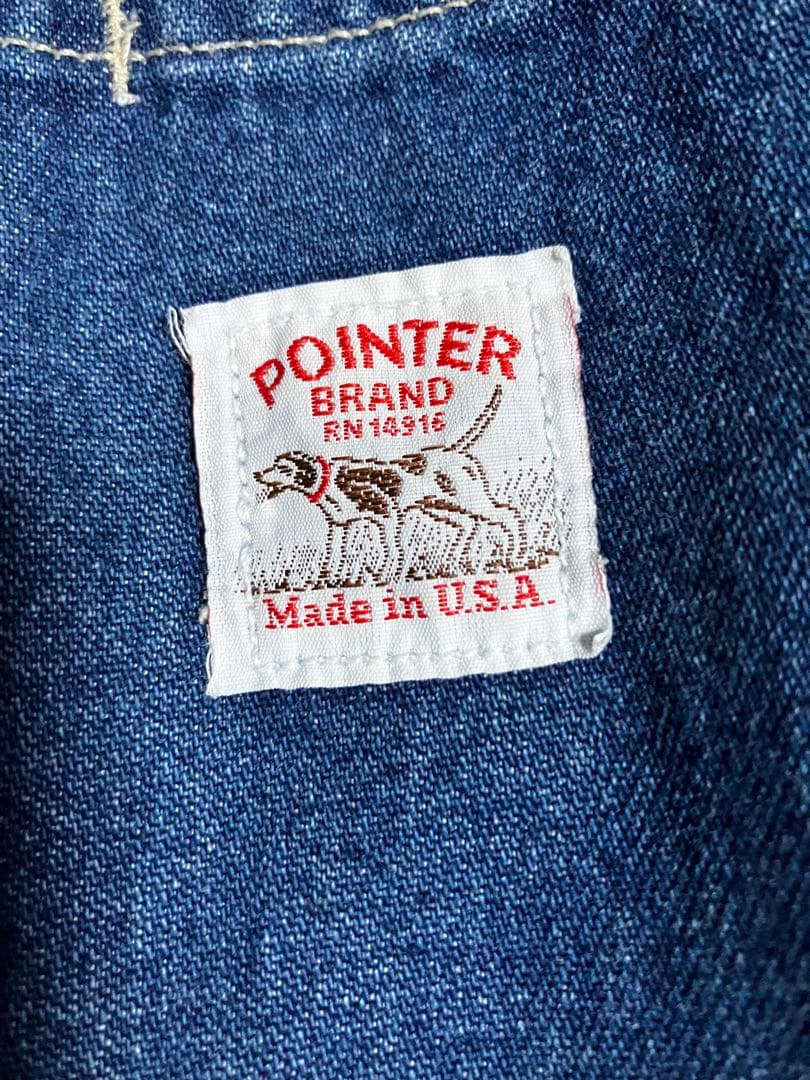 POINTER
BRAND
RN 14916
Made in U.S.A.